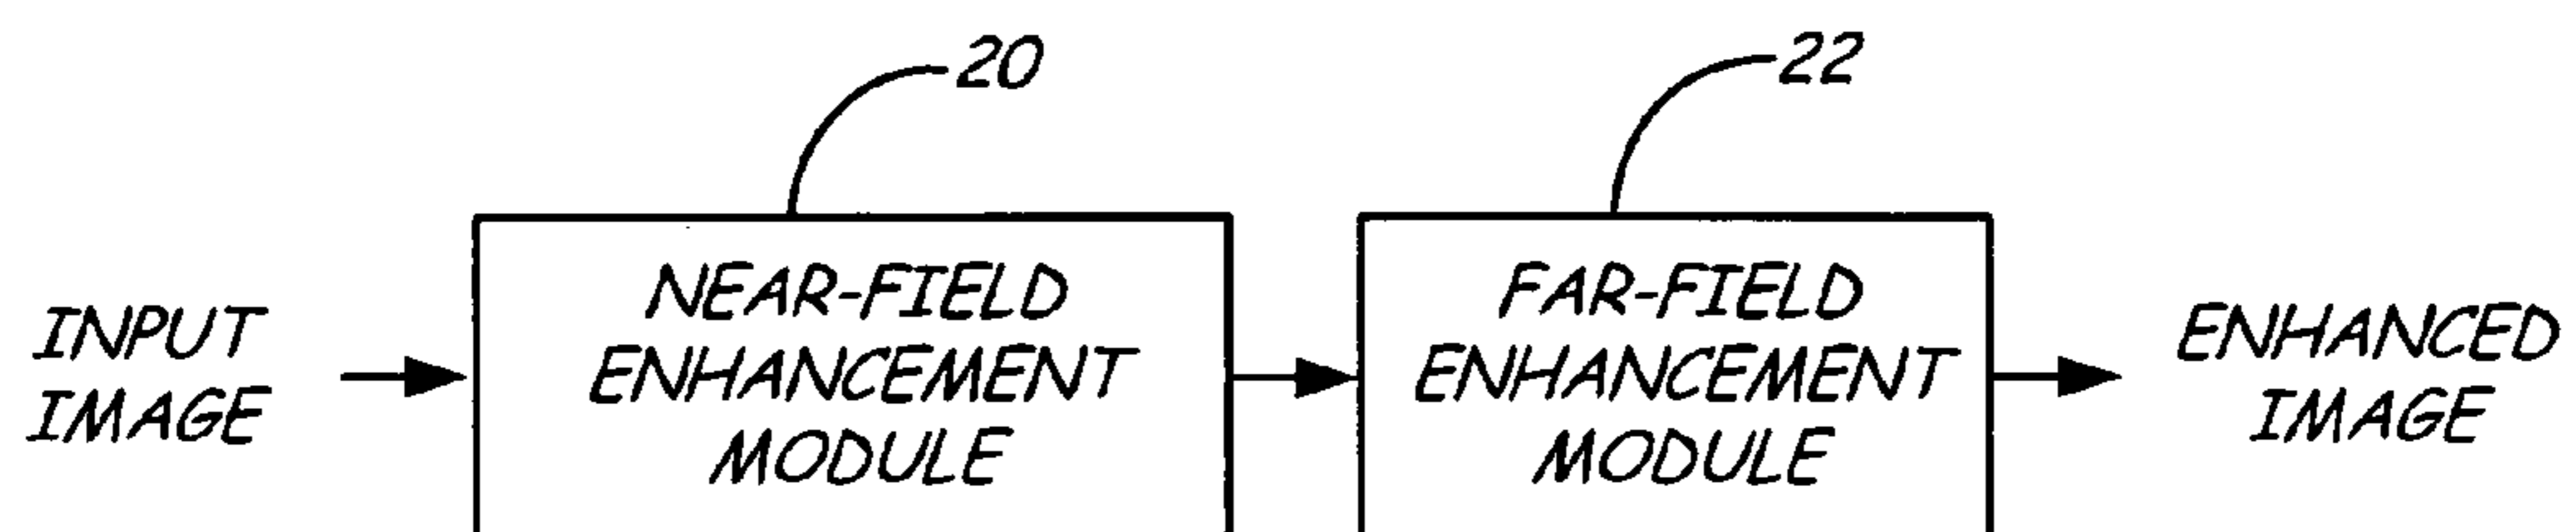 20
22
INPUT
IMAGE
NEAR-FIELD
ENHANCEMENT
MODULE
FAR-FIELD
ENHANCEMENT
MODULE
ENHANCED
IMAGE